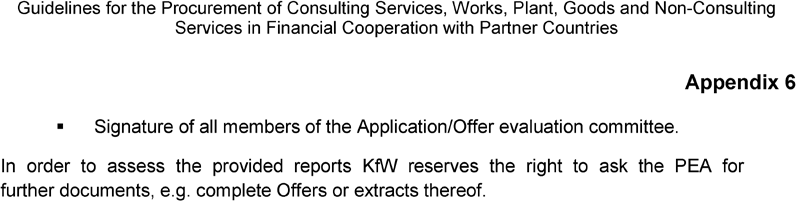 Guidelines for the Procurement of Consulting Services, Works, Plant, Goods and Non-Consulting
Services in Financial Cooperation with Partner Countries
Appendix 6
▪ Signature of all members of the Application/Offer evaluation committee.
In order to assess the provided reports KfW reserves the right to ask the PEA for
further documents, e.g. complete Offers or extracts thereof.